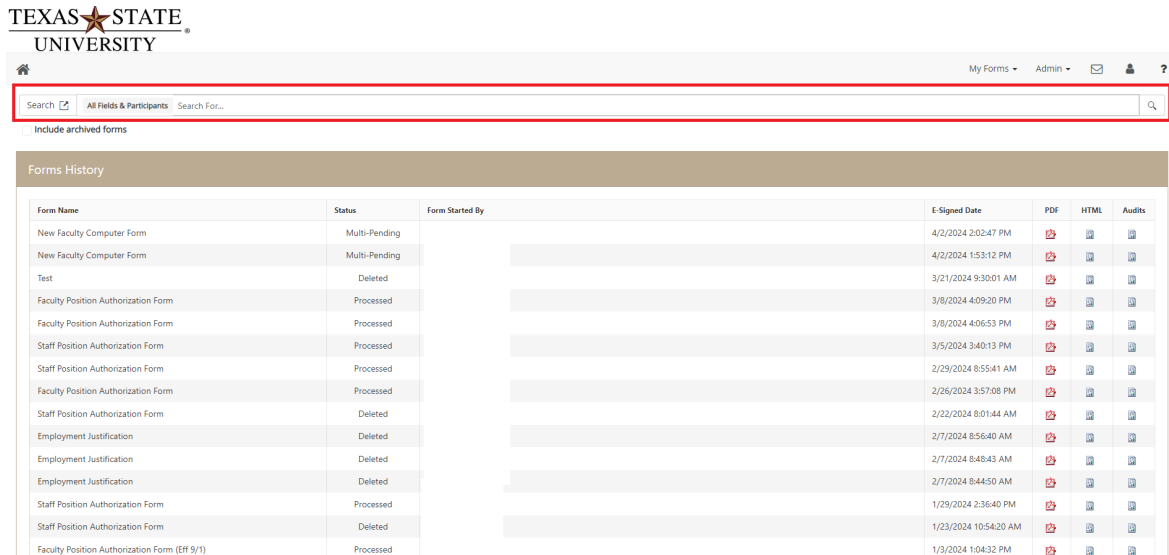 TEXAS STATE ®
UNIVERSITY
My Forms Admin ?
Search All Fields & Participants Search For...
Include archived forms
Forms History
Form Name Status Form Started By E-Signed Date PDF HTML Audits
New Faculty Computer Form Multi-Pending 4/2/2024 2:02:47 PM
New Faculty Computer Form Multi-Pending 4/2/2024 1:53:12 PM
Test Deleted 3/21/2024 9:30:01 AM
Faculty Position Authorization Form Processed 3/8/2024 4:09:20 PM
Faculty Position Authorization Form Processed 3/8/2024 4:06:53 PM
Staff Position Authorization Form Processed 3/5/2024 3:40:13 PM
Staff Position Authorization Form Processed 2/29/2024 8:55:41 AM
Faculty Position Authorization Form Processed 2/26/2024 3:57:08 PM
Staff Position Authorization Form Deleted 2/22/2024 8:01:44 AM
Employment Justification Deleted 2/7/2024 8:56:40 AM
Employment Justification Deleted 2/7/2024 8:48:43 AM
Employment Justification Deleted 2/7/2024 8:44:50 AM
Staff Position Authorization Form Processed 1/29/2024 2:36:40 PM
Staff Position Authorization Form Deleted 1/23/2024 10:54:20 AM
Faculty Position Authorization Form (Eff 9/1) Processed 1/3/2024 1:04:32 PM